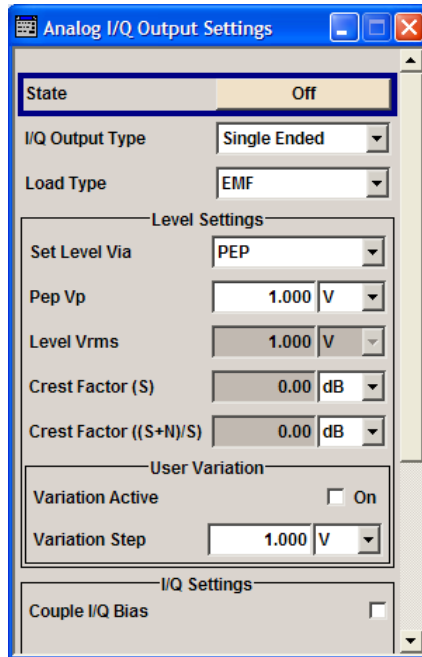 Analog I/Q Output Settings
State Off
I/Q Output Type Single Ended
Load Type EMF
Level Settings
Set Level Via PEP
Pep Vp 1.000 V
Level Vrms 1.000 V
Crest Factor (S) 0.00 dB
Crest Factor ((S+N)/S) 0.00 dB
User Variation
Variation Active On
Variation Step 1.000 V
I/Q Settings
Couple I/Q Bias